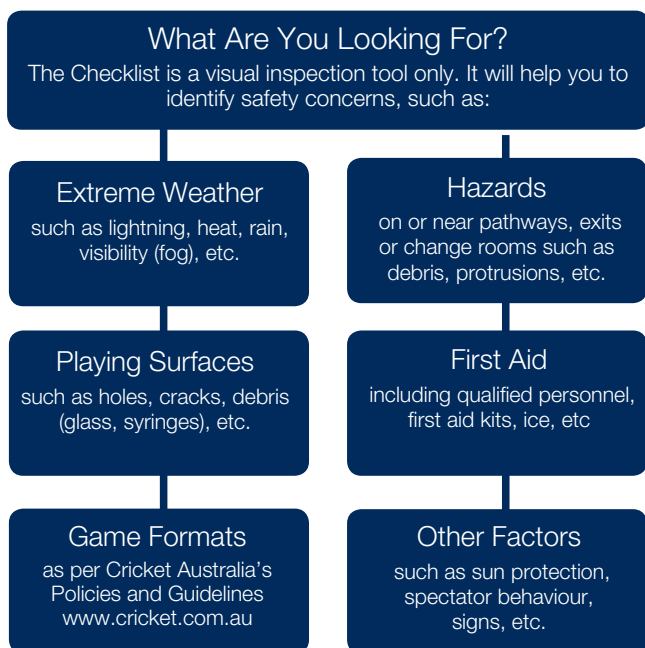 What Are You Looking For?
The Checklist is a visual inspection tool only. It will help you to
identify safety concerns, such as:
Extreme Weather
such as lightning, heat, rain,
visibility (fog), etc.
Hazards
on or near pathways, exits
or change rooms such as
debris, protrusions, etc.
Playing Surfaces
such as holes, cracks, debris
(glass, syringes), etc.
First Aid
including qualified personnel,
first aid kits, ice, etc
Game Formats
as per Cricket Australia's
Policies and Guidelines
www.cricket.com.au
Other Factors
such as sun protection,
spectator behaviour,
signs, etc.